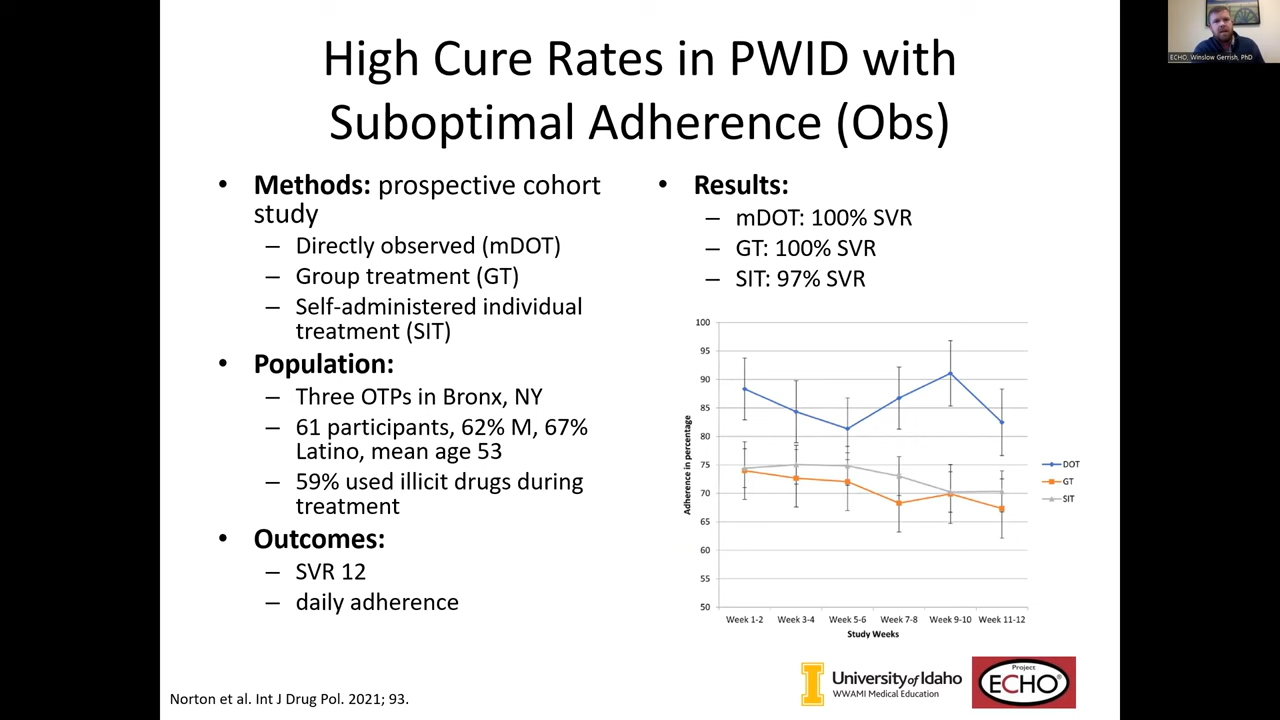 High Cure Rates in PWID with
Suboptimal Adherence (Obs)
• Methods: prospective cohort
study
– Directly observed (mDOT)
– Group treatment (GT)
– Self-administered individual
treatment (SIT)
• Population:
– Three OTPs in Bronx, NY
– 61 participants, 62% M, 67%
Latino, mean age 53
– 59% used illicit drugs during
treatment
• Outcomes:
– SVR 12
– daily adherence
• Results:
– mDOT: 100% SVR
– GT: 100% SVR
– SIT: 97% SVR
Adherence in percentage
100
95
90
85
80
75
70
65
60
55
50
Week 1-2 Week 3-4 Week 5-6 Week 7-8 Week 9-10 Week 11-12
Study Weeks
DOT
GT
SIT
Norton et al. Int J Drug Pol. 2021; 93.
I
University of Idaho
WWAMI Medical Education
Project
ECHO®
ECHO, Winslow Gerrish, PhD